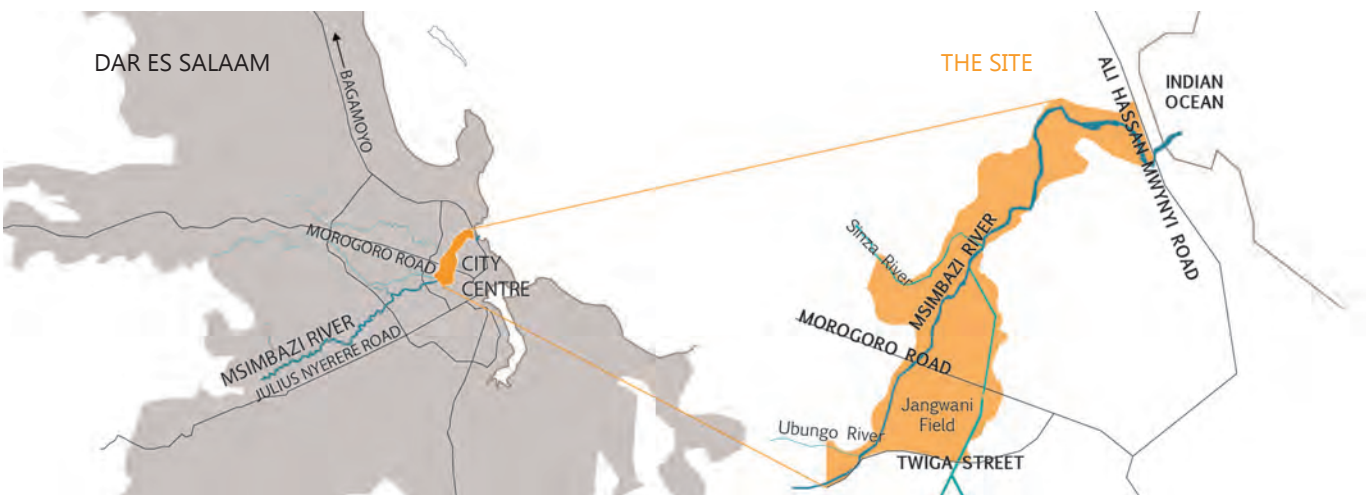 DAR ES SALAAM
BAGAMOYO
MOROGORO ROAD
CITY
CENTRE
MSIMBAZI RIVER
JULIUS NYERERE ROAD
THE SITE
ALI HASSAN MWYNYI ROAD
INDIAN
OCEAN
Sinza River
MSIMBAZI RIVER
MOROGORO ROAD
Jangwani
Field
Ubungo River
TWIGA STREET